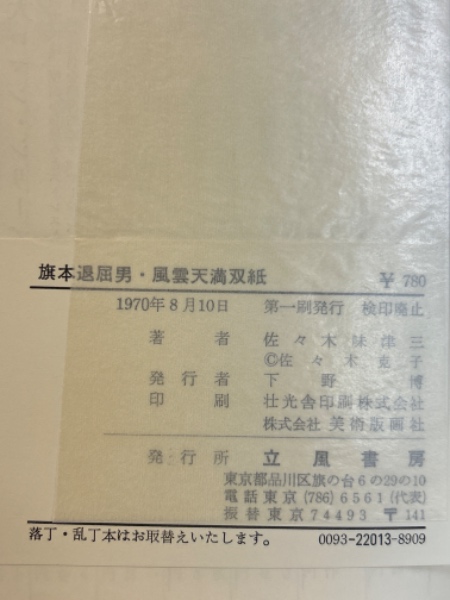 旗本退屈男・風雲天満双紙 ¥ 780
1970年8月10日 第一刷発行 検印廃止
著者 佐々木味津三
©佐々木克子
発行者 下野博
印刷 壮光舎印刷株式会社
株式会社 美術版画社
発行所 立風書房
東京都品川区旗の台6の29の10
電話東京(786)6561(代表)
振替東京74493 〒141
落丁・乱丁本はお取替えいたします。 0093-22013-8909